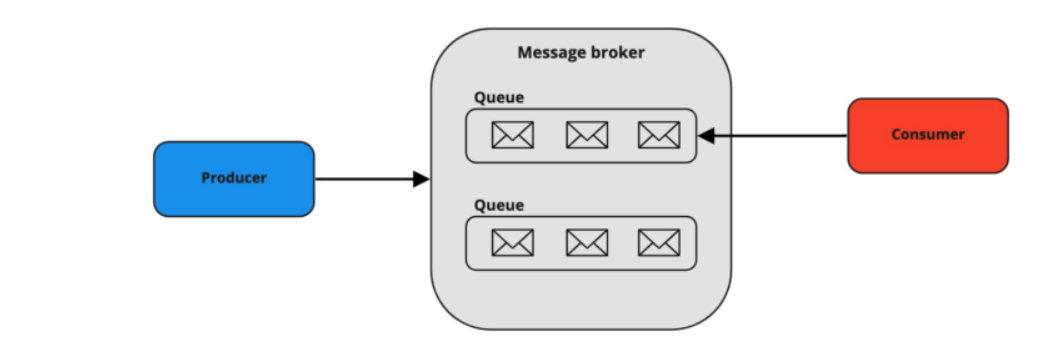 Message broker
Queue
Consumer
Producer
Queue